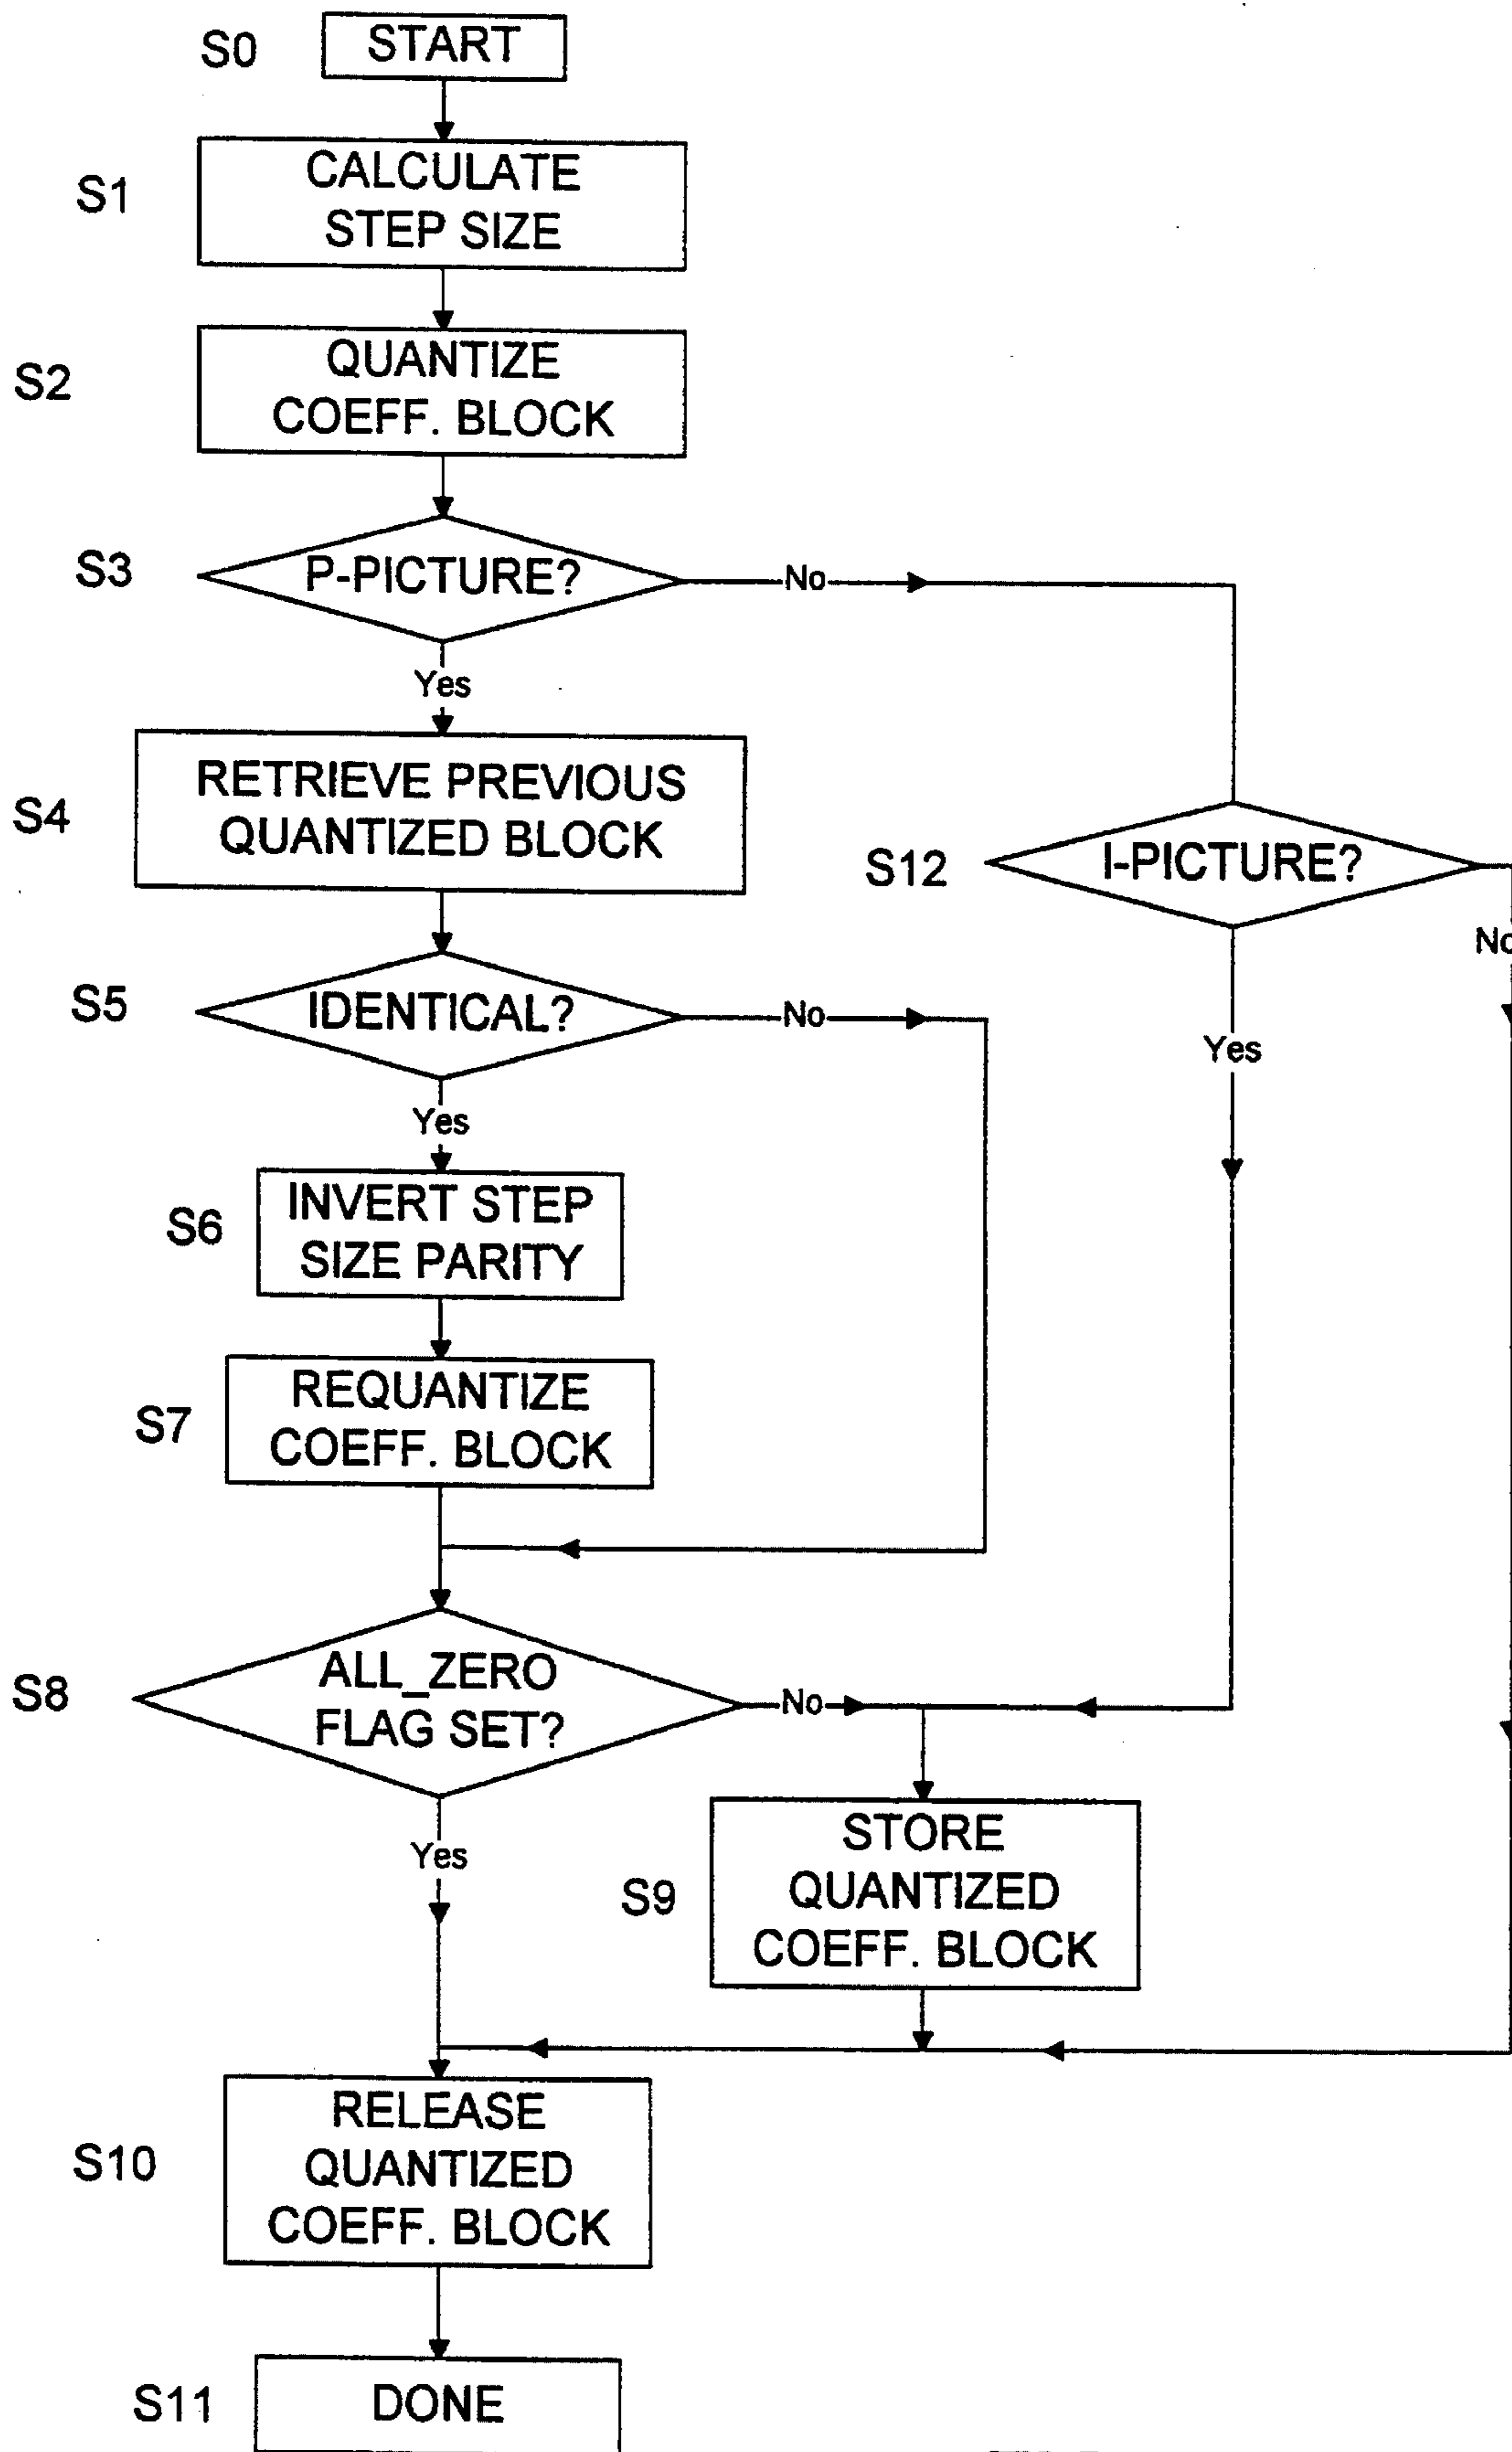 S0
START
S1
CALCULATE
STEP SIZE
S2
QUANTIZE
COEFF. BLOCK
S3
P-PICTURE?
No
Yes
S4
RETRIEVE PREVIOUS
QUANTIZED BLOCK
S12
I-PICTURE?
No
Yes
S5
IDENTICAL?
No
Yes
S6
INVERT STEP
SIZE PARITY
S7
REQUANTIZE
COEFF. BLOCK
S8
ALL_ZERO
FLAG SET?
No
Yes
S9
STORE
QUANTIZED
COEFF. BLOCK
S10
RELEASE
QUANTIZED
COEFF. BLOCK
S11
DONE